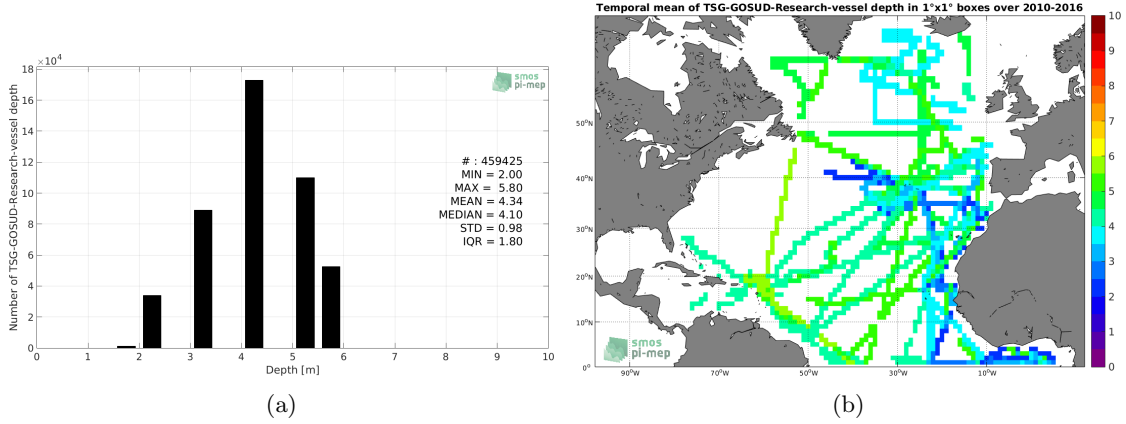 Temporal mean of TSG-GOSUD-Research-vessel depth in 1°x1° boxes over 2010-2016
×10⁴
18
16
14
12
10
8
6
4
2
0
Number of TSG-GOSUD-Research-vessel depth
smos
pi-mep
# : 459425
MIN = 2.00
MAX = 5.80
MEAN = 4.34
MEDIAN = 4.10
STD = 0.98
IQR = 1.80
0 1 2 3 4 5 6 7 8 9 10
Depth [m]
(a)
50°N
40°N
30°N
20°N
10°N
0°
90°W 70°W 50°W 30°W 10°W
smos
pi-mep
10
9
8
7
6
5
4
3
2
1
0
(b)